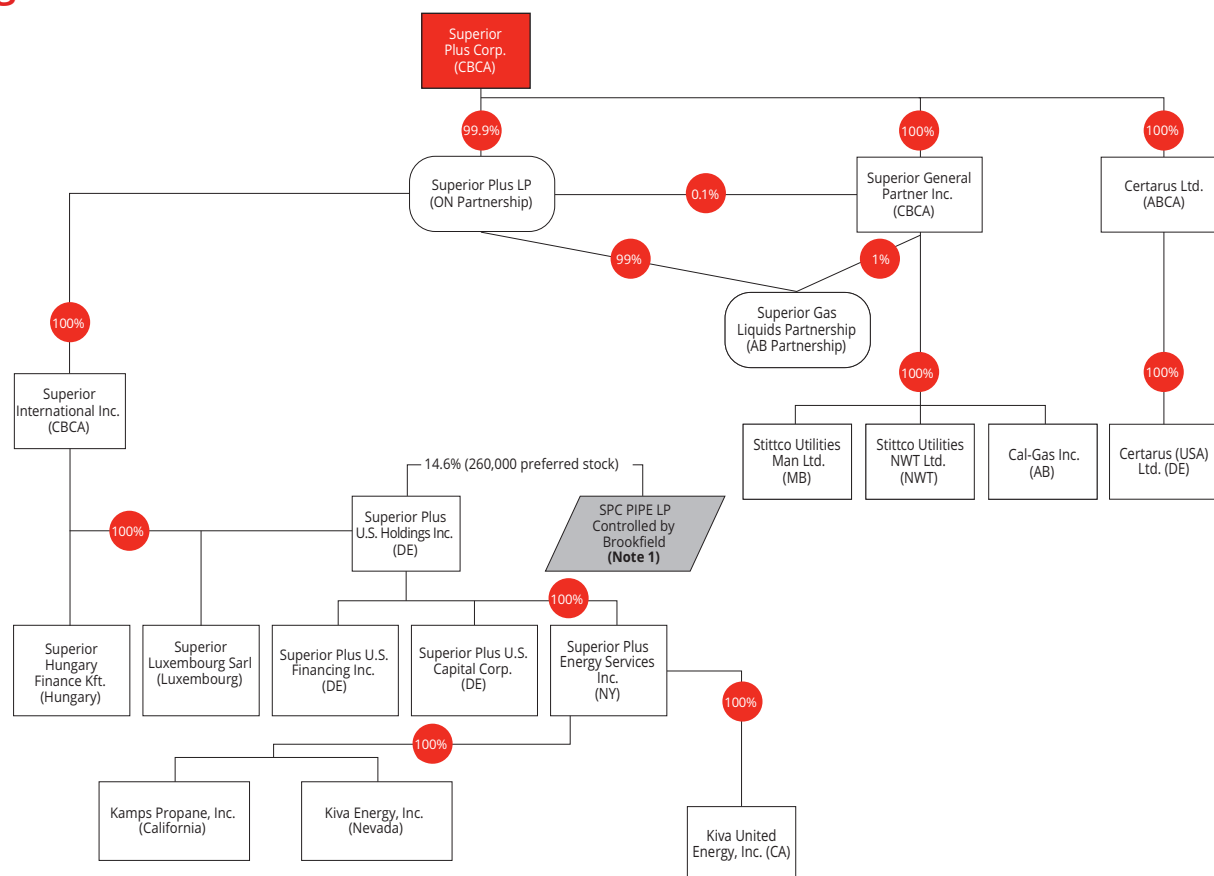 Superior
Plus Corp.
(CBCA)
99.9%
100%
100%
Superior Plus LP
(ON Partnership)
0.1%
Superior General
Partner Inc.
(CBCA)
Certarus Ltd.
(ABCA)
99%
1%
100%
Superior Gas
Liquids Partnership
(AB Partnership)
100%
100%
Superior
International Inc.
(CBCA)
Stittco Utilities
Man Ltd.
(MB)
Stittco Utilities
NWT Ltd.
(NWT)
Cal-Gas Inc.
(AB)
Certarus (USA)
Ltd. (DE)
14.6% (260,000 preferred stock)
100%
Superior Plus
U.S. Holdings Inc.
(DE)
SPC PIPE LP
Controlled by
Brookfield
(Note 1)
100%
Superior
Hungary
Finance Kft.
(Hungary)
Superior
Luxembourg Sarl
(Luxembourg)
Superior Plus U.S.
Financing Inc.
(DE)
Superior Plus U.S.
Capital Corp.
(DE)
Superior Plus
Energy Services
Inc.
(NY)
100%
100%
Kamps Propane, Inc.
(California)
Kiva Energy, Inc.
(Nevada)
Kiva United
Energy, Inc. (CA)